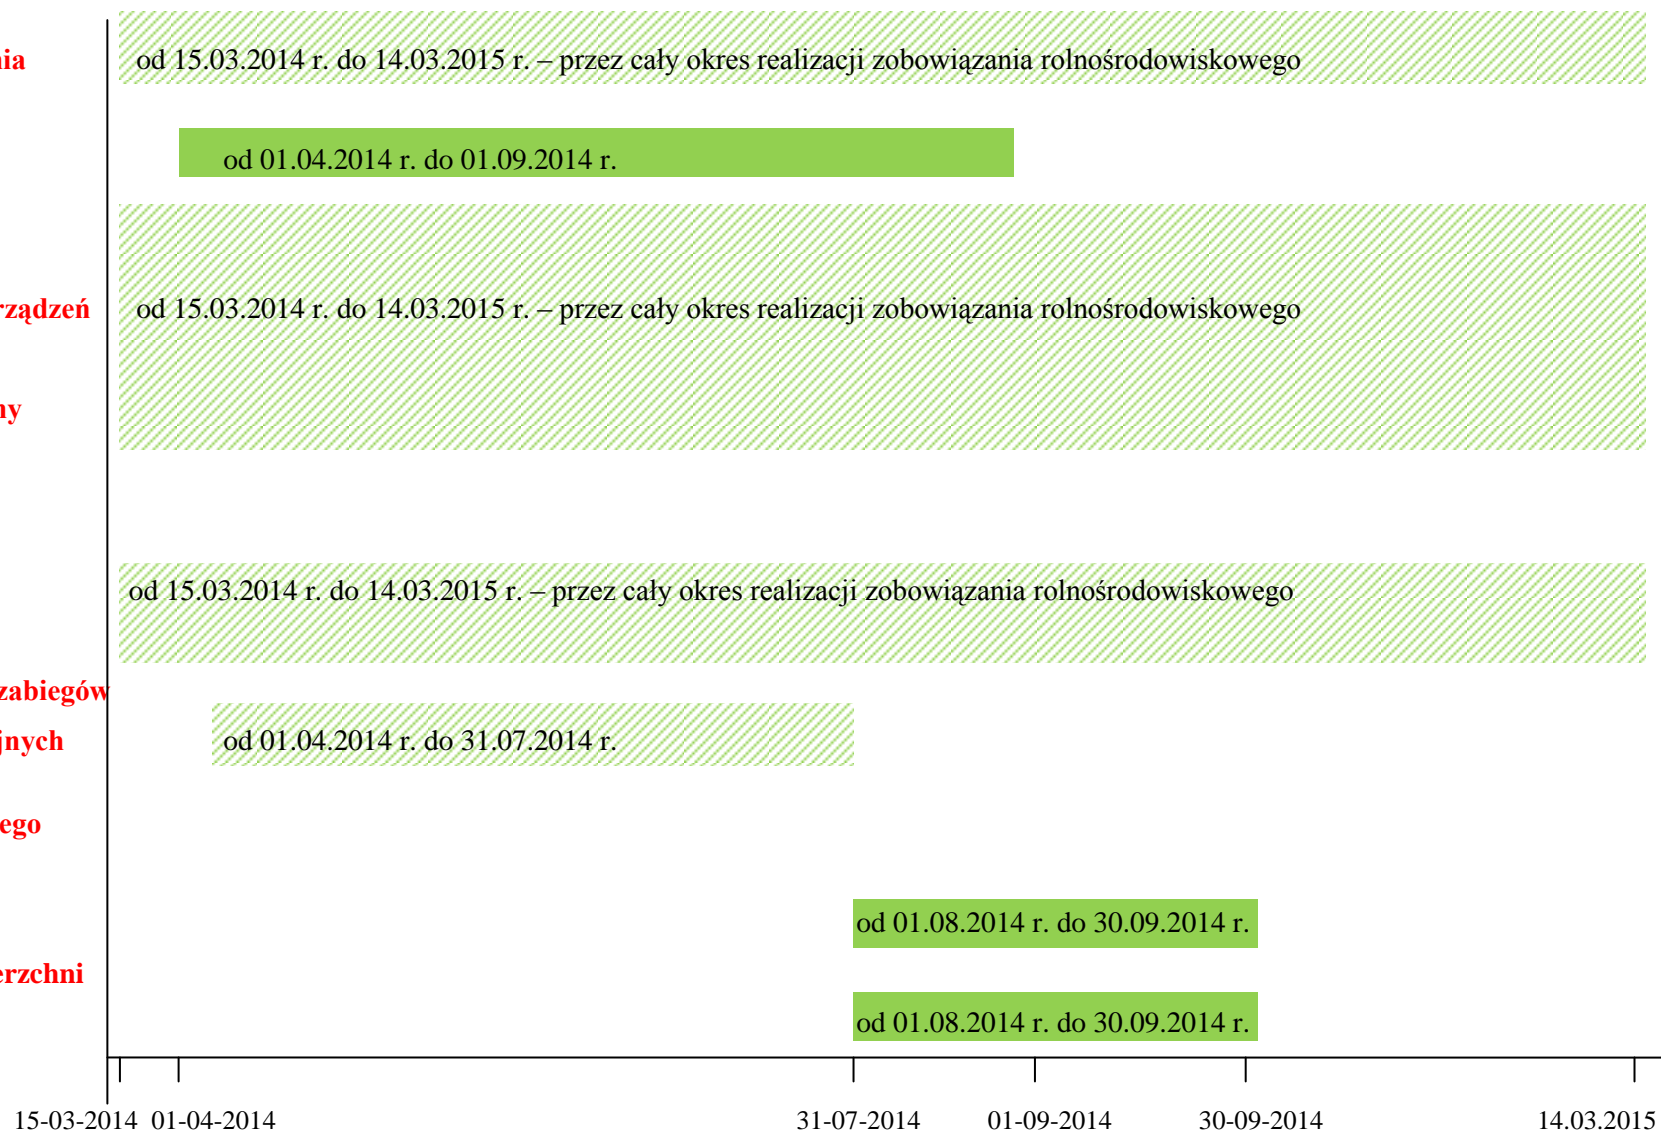 nia od 15.03.2014 r. do 14.03.2015 r. – przez cały okres realizacji zobowiązania rolnośrodowiskowego
od 01.04.2014 r. do 01.09.2014 r.
rządzeń od 15.03.2014 r. do 14.03.2015 r. – przez cały okres realizacji zobowiązania rolnośrodowiskowego
ny
od 15.03.2014 r. do 14.03.2015 r. – przez cały okres realizacji zobowiązania rolnośrodowiskowego
zabiegów
jnych od 01.04.2014 r. do 31.07.2014 r.
ego
od 01.08.2014 r. do 30.09.2014 r.
erzchni
od 01.08.2014 r. do 30.09.2014 r.
15-03-2014 01-04-2014 31-07-2014 01-09-2014 30-09-2014 14.03.2015